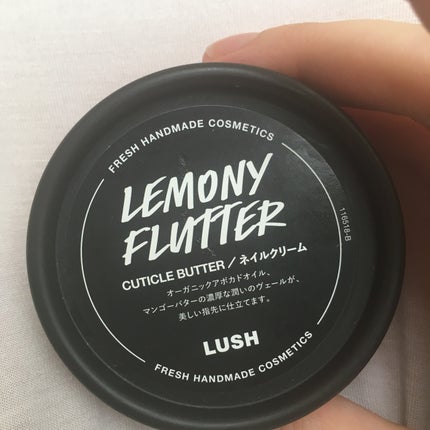 FRESH HANDMADE COSMETICS
LEMONY
FLUTTER
CUTICLE BUTTER / ネイルクリーム
オーガニックアボカドオイル、
マンゴーバターの濃厚な潤いのヴェールが、
美しい指先に仕立てます。
LUSH
FRESH HANDMADE COSMETICS
116518-B